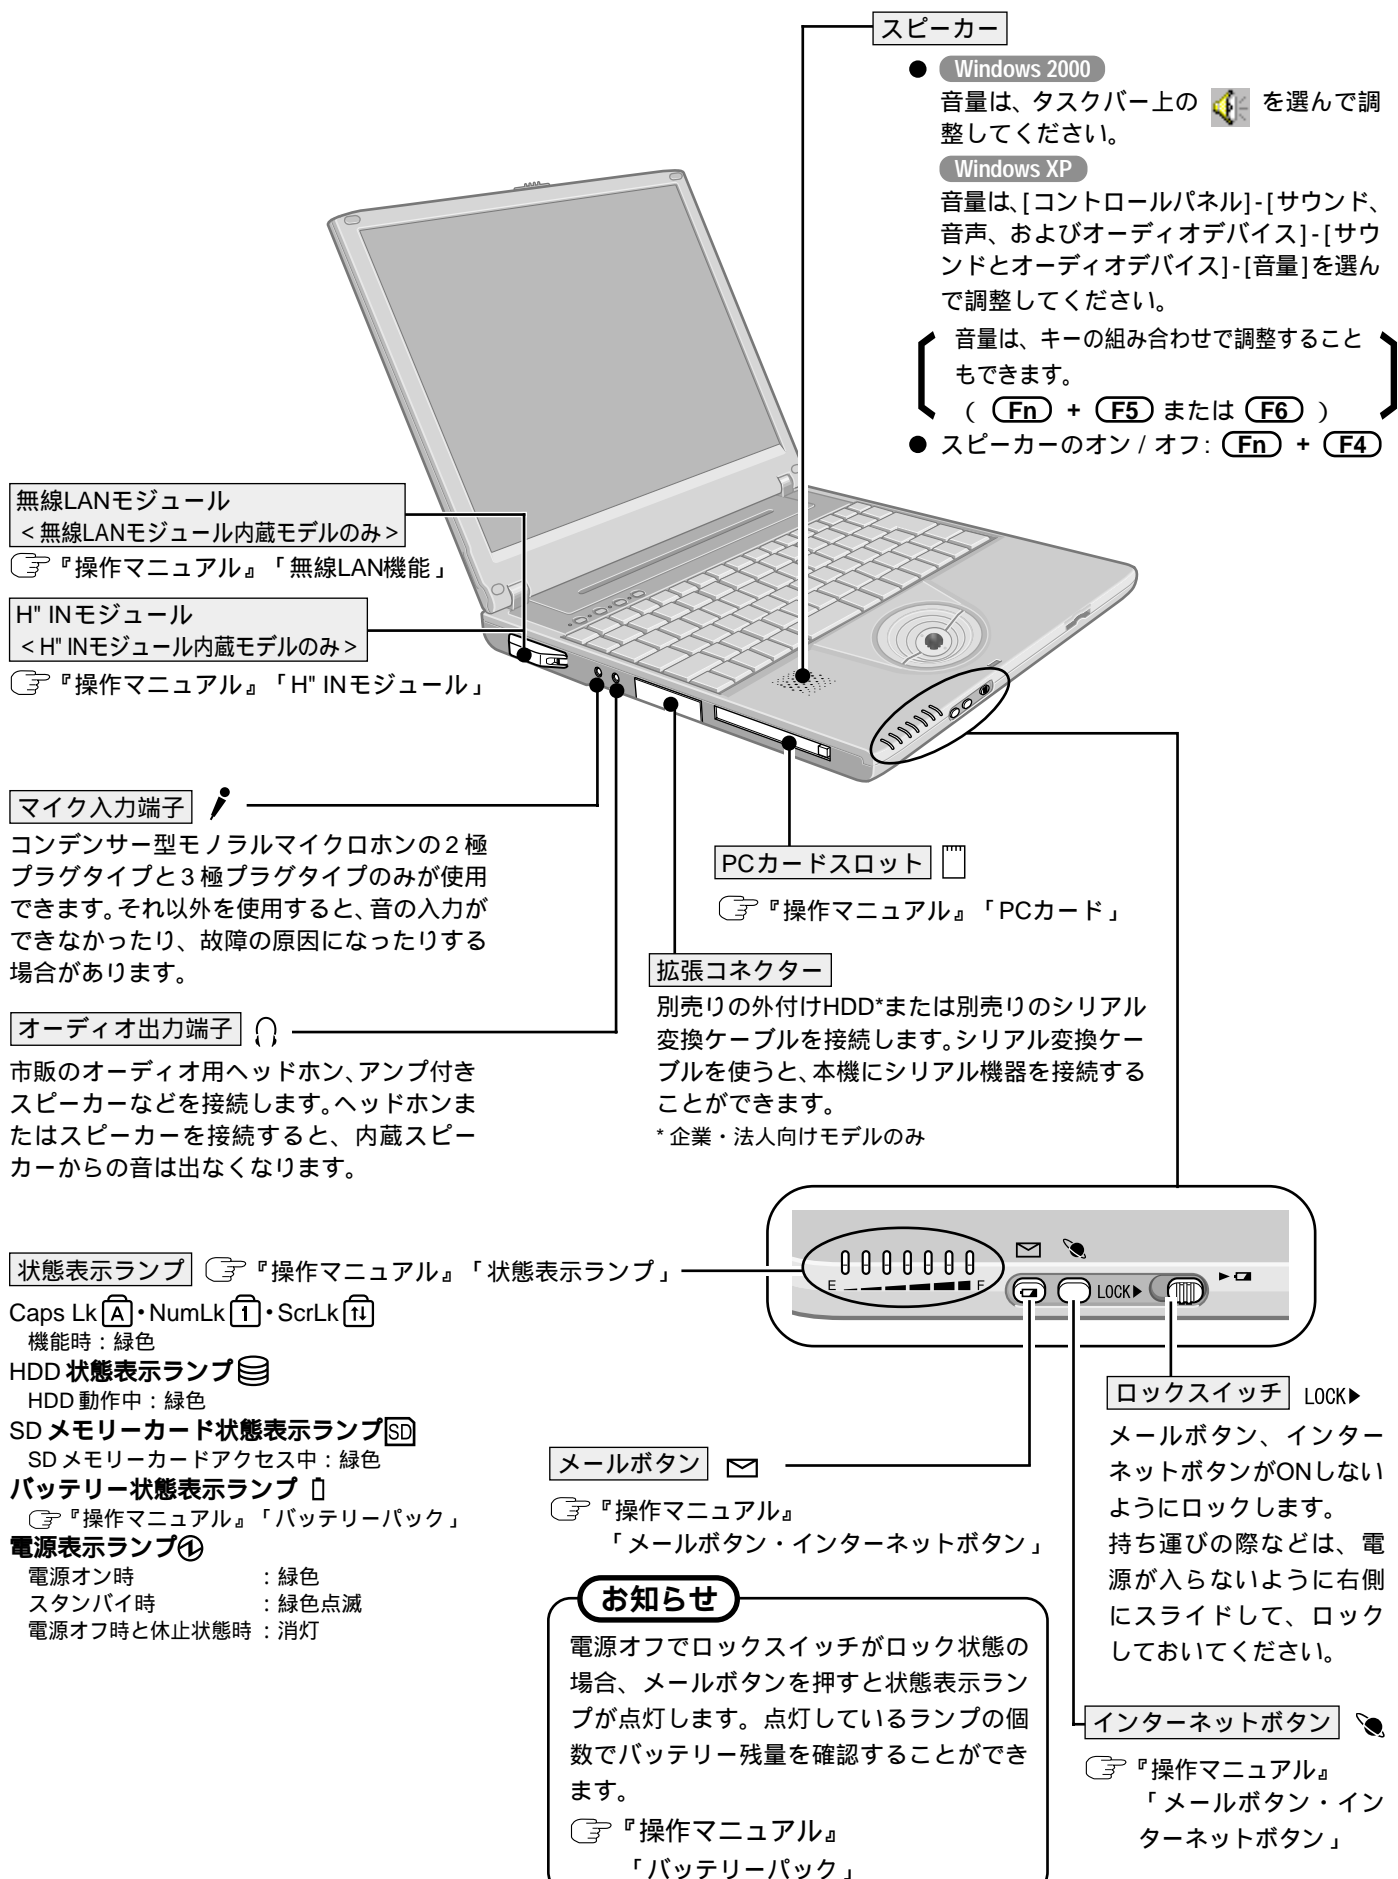 スピーカー
● Windows 2000
音量は、タスクバー上の を選んで調
整してください。
Windows XP
音量は、[コントロールパネル]-[サウンド、
音声、およびオーディオデバイス]-[サウ
ンドとオーディオデバイス]-[音量]を選ん
で調整してください。
音量は、キーの組み合わせで調整すること
もできます。
( Fn + F5 または F6 )
● スピーカーのオン / オフ: Fn + F4
無線LANモジュール
<無線LANモジュール内蔵モデルのみ>
『操作マニュアル』「無線LAN機能」
H" INモジュール
<H" INモジュール内蔵モデルのみ>
『操作マニュアル』「H" INモジュール」
マイク入力端子
コンデンサー型モノラルマイクロホンの2極
プラグタイプと3極プラグタイプのみが使用
できます。それ以外を使用すると、音の入力が
できなかったり、故障の原因になったりする
場合があります。
オーディオ出力端子
市販のオーディオ用ヘッドホン、アンプ付き
スピーカーなどを接続します。ヘッドホンま
たはスピーカーを接続すると、内蔵スピー
カーからの音は出なくなります。
PCカードスロット
『操作マニュアル』「PCカード」
拡張コネクター
別売りの外付けHDD*または別売りのシリアル
変換ケーブルを接続します。シリアル変換ケー
ブルを使うと、本機にシリアル機器を接続する
ことができます。
* 企業・法人向けモデルのみ
E F
LOCK▶
状態表示ランプ 『操作マニュアル』「状態表示ランプ」
Caps Lk A・NumLk 1・ScrLk
機能時:緑色
HDD 状態表示ランプ
HDD 動作中:緑色
SD メモリーカード状態表示ランプ SD
SD メモリーカードアクセス中:緑色
バッテリー状態表示ランプ
『操作マニュアル』「バッテリーパック」
電源表示ランプ
電源オン時 :緑色
スタンバイ時 :緑色点滅
電源オフ時と休止状態時 :消灯
メールボタン
『操作マニュアル』
「メールボタン・インターネットボタン」
お知らせ
電源オフでロックスイッチがロック状態の
場合、メールボタンを押すと状態表示ラン
プが点灯します。点灯しているランプの個
数でバッテリー残量を確認することができ
ます。
『操作マニュアル』
「バッテリーパック」
ロックスイッチ LOCK▶
メールボタン、インター
ネットボタンがONしない
ようにロックします。
持ち運びの際などは、電
源が入らないように右側
にスライドして、ロック
しておいてください。
インターネットボタン
『操作マニュアル』
「メールボタン・イン
ターネットボタン」